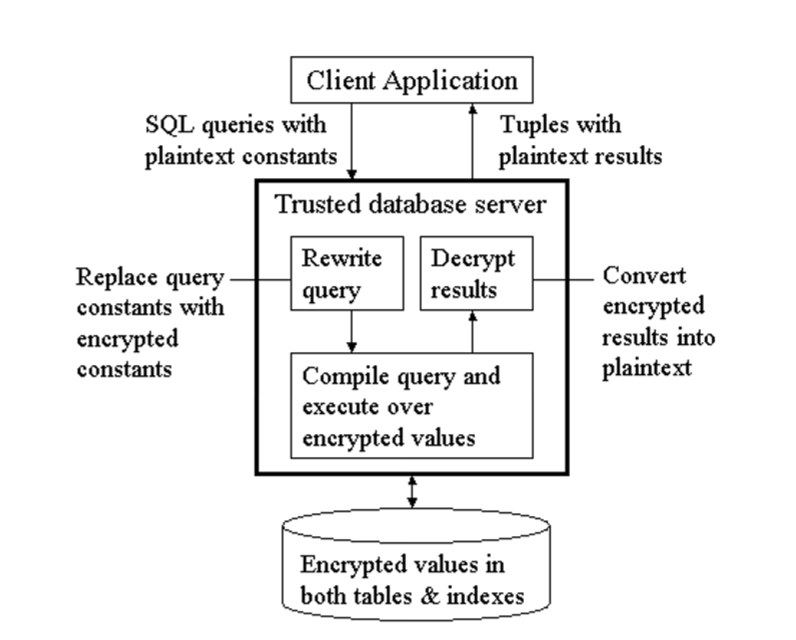 Client Application
SQL queries with
plaintext constants
Tuples with
plaintext results
Trusted database server
Rewrite
query
Decrypt
results
Replace query
constants with
encrypted
constants
Convert
encrypted
results into
plaintext
Compile query and
execute over
encrypted values
Encrypted values in
both tables & indexes